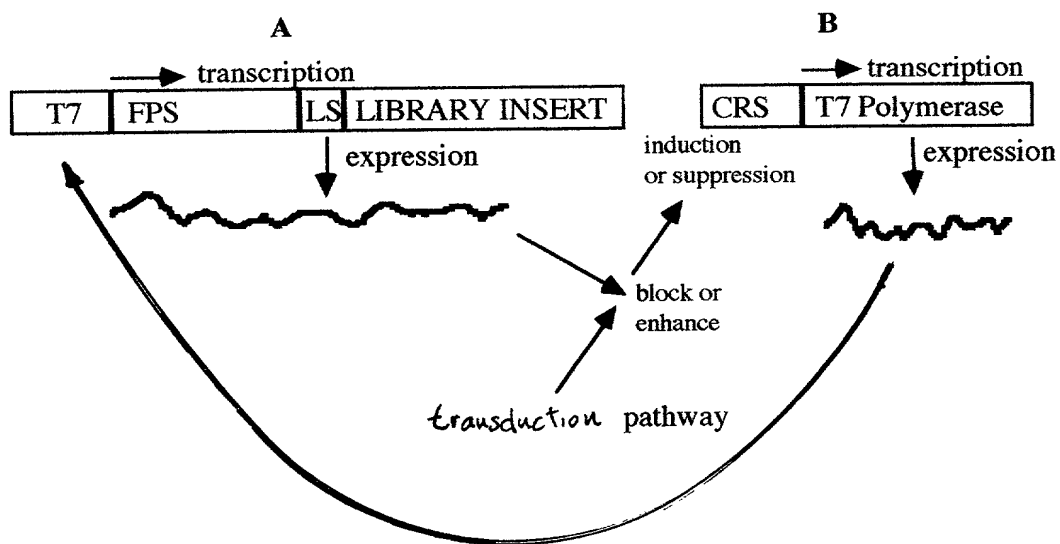 A
B
transcription
transcription
T7 FPS LS LIBRARY INSERT
CRS T7 Polymerase
expression
induction
or suppression
expression
block or
enhance
transduction pathway